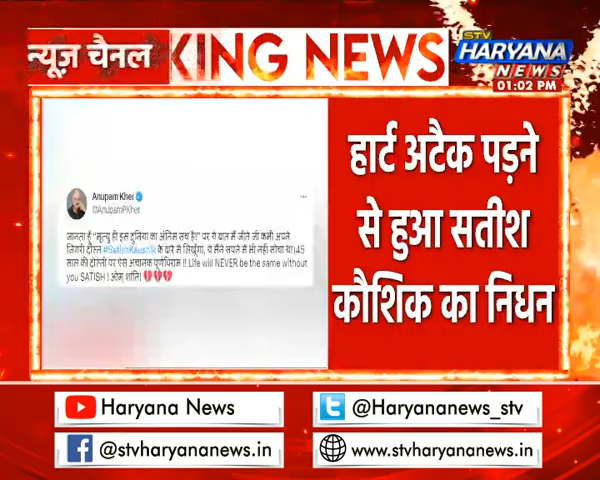 न्यूज़ चैनल
KING NEWS
STV
HARYANA
NEWS
01:02 PM
Anupam Kher
@AnupamPKher
जानता हूँ "मृत्यु ही इस दुनिया का अंतिम सच है!" पर ये बात मैं जीते जी कभी अपने
जिगरी दोस्त #SatishKaushik के बारे में लिखूँगा, ये मैंने सपने में भी नहीं सोचा था।45
साल की दोस्ती पर ऐसे अचानक पूर्णविराम !! Life will NEVER be the same without
you SATISH ! ओम् शांति! 💔💔💔
हार्ट अटैक पड़ने
से हुआ सतीश
कौशिक का निधन
Haryana News
@Haryananews_stv
@stvharyananews.in
www.stvharyananews.in